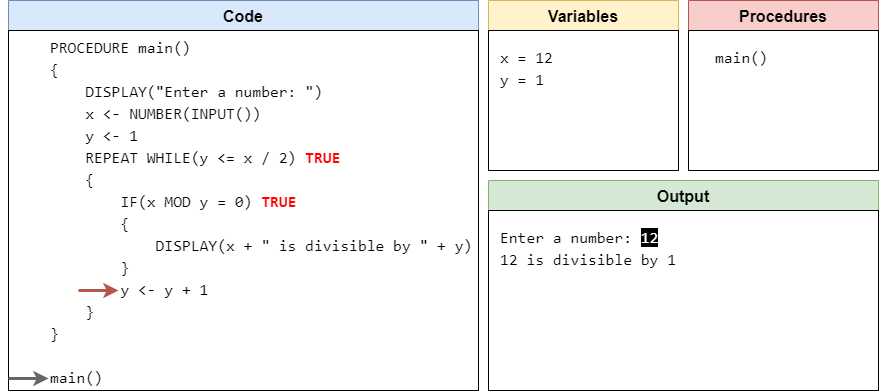 Code
PROCEDURE main()
{
DISPLAY("Enter a number: ")
x <- NUMBER(INPUT())
y <- 1
REPEAT WHILE(y <= x / 2) TRUE
{
IF(x MOD y = 0) TRUE
{
DISPLAY(x + " is divisible by " + y)
}
y <- y + 1
}
}
main()
Variables
x = 12
y = 1
Procedures
main()
Output
Enter a number: 12
12 is divisible by 1